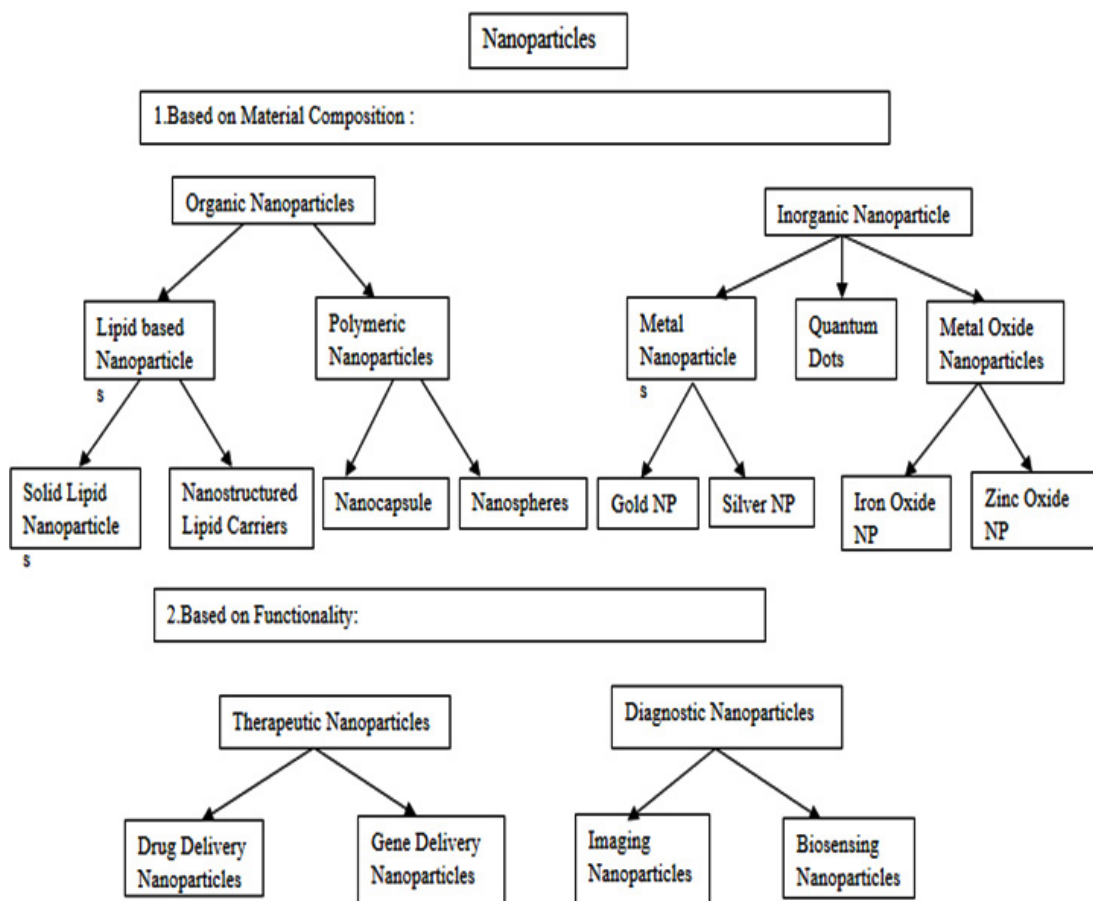 Nanoparticles
1.Based on Material Composition :
Organic Nanoparticles
Inorganic Nanoparticle
Lipid based
Nanoparticle
s
Polymeric
Nanoparticles
Metal
Nanoparticle
s
Quantum
Dots
Metal Oxide
Nanoparticles
Solid Lipid
Nanoparticle
s
Nanostructured
Lipid Carriers
Nanocapsule
Nanospheres
Gold NP
Silver NP
Iron Oxide
NP
Zinc Oxide
NP
2.Based on Functionality:
Therapeutic Nanoparticles
Diagnostic Nanoparticles
Drug Delivery
Nanoparticles
Gene Delivery
Nanoparticles
Imaging
Nanoparticles
Biosensing
Nanoparticles